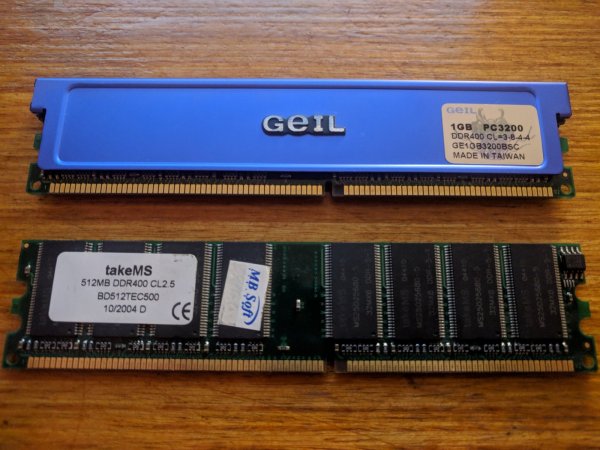 GeIL
GeIL
1GB PC3200
DDR400 CL=3-8-4-4
GE1GB3200BSC
MADE IN TAIWAN
takeMS
512MB DDR400 CL2.5
BD512TEC500
10/2004 D
CE
MB Soft